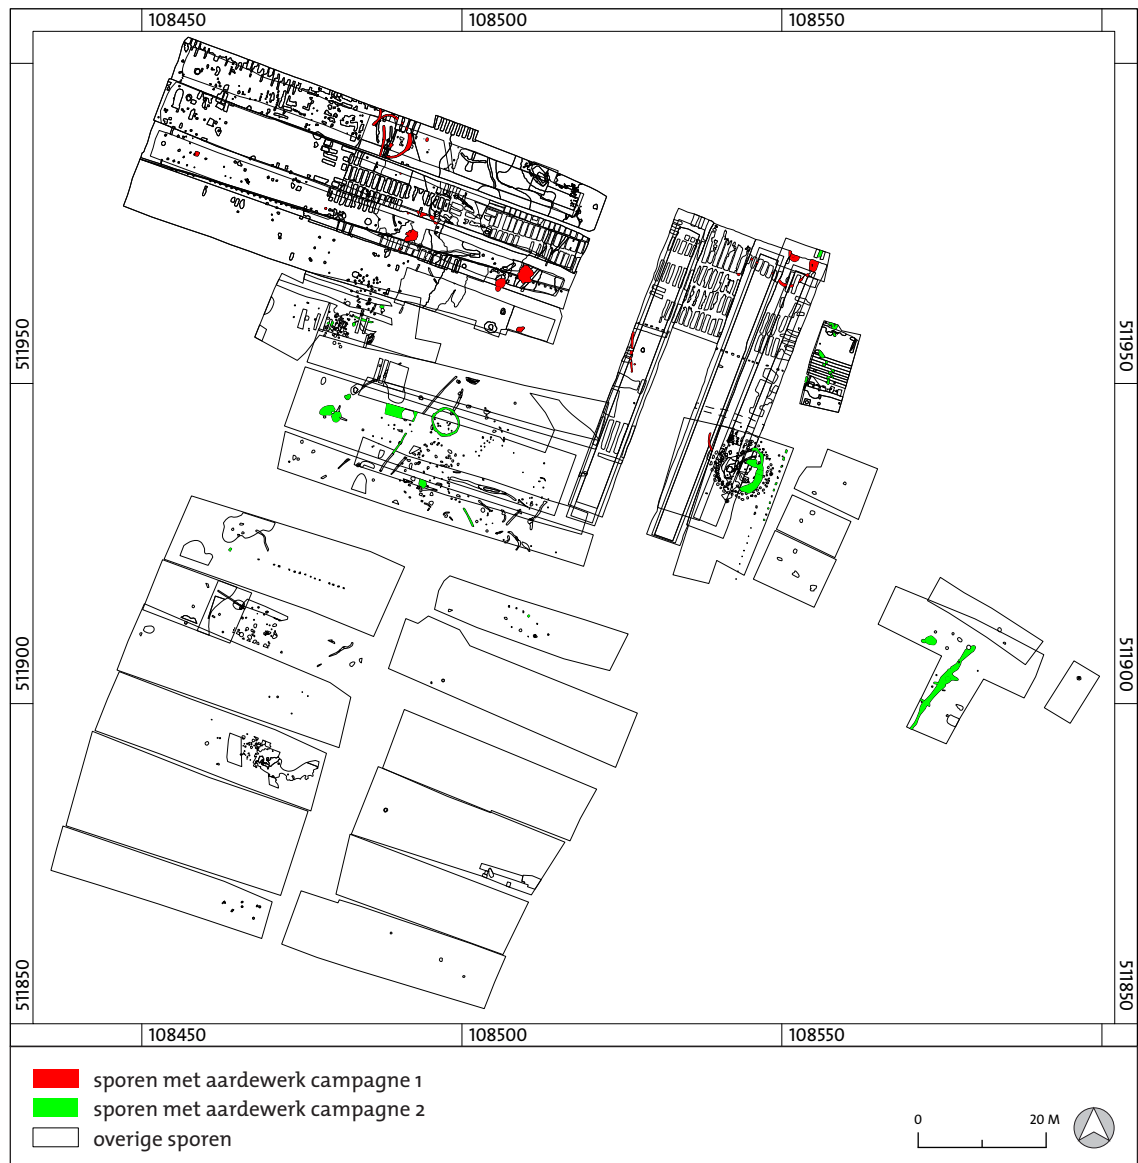 108450 108500 108550
511950 511950
511900 511900
511850 511850
108450 108500 108550
sporen met aardewerk campagne 1
sporen met aardewerk campagne 2
overige sporen
0 20 M